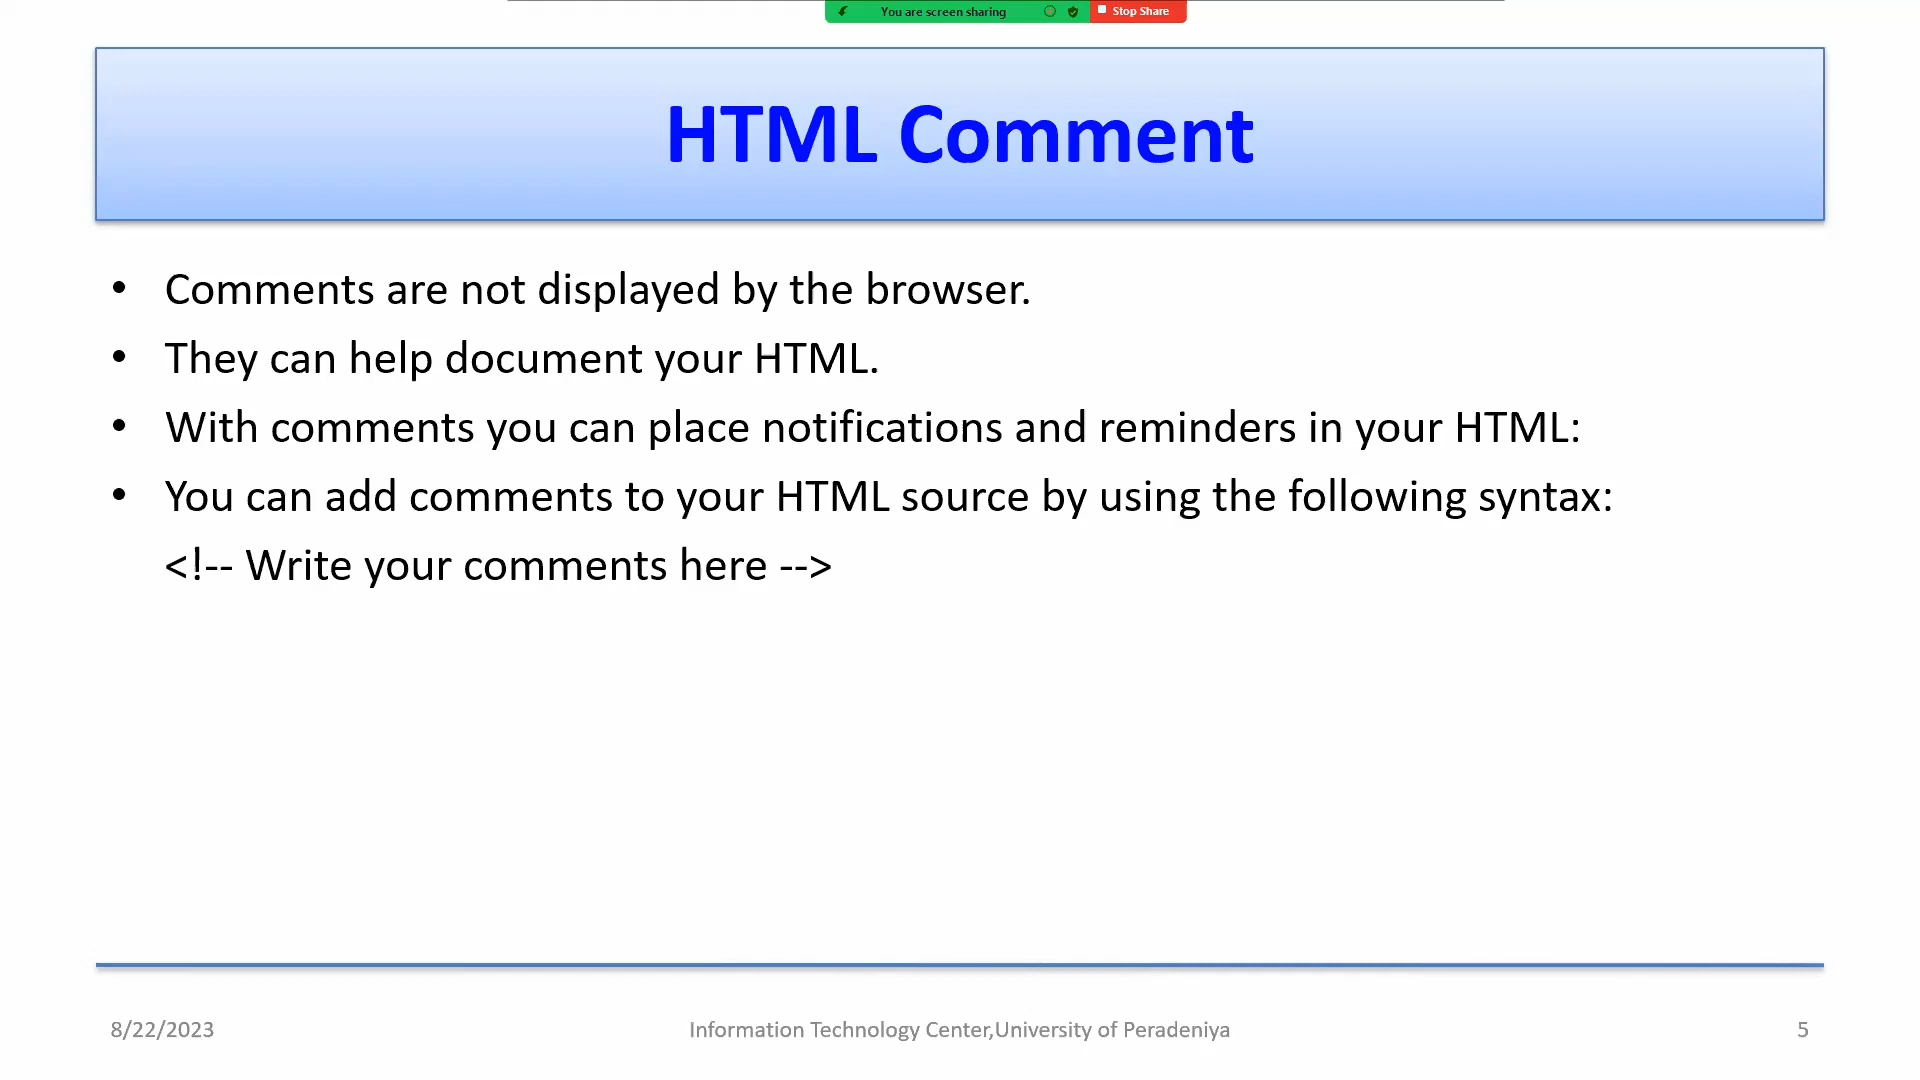 You are screen sharing Stop Share
HTML Comment
• Comments are not displayed by the browser.
• They can help document your HTML.
• With comments you can place notifications and reminders in your HTML:
• You can add comments to your HTML source by using the following syntax:
<!-- Write your comments here -->
8/22/2023 Information Technology Center,University of Peradeniya 5